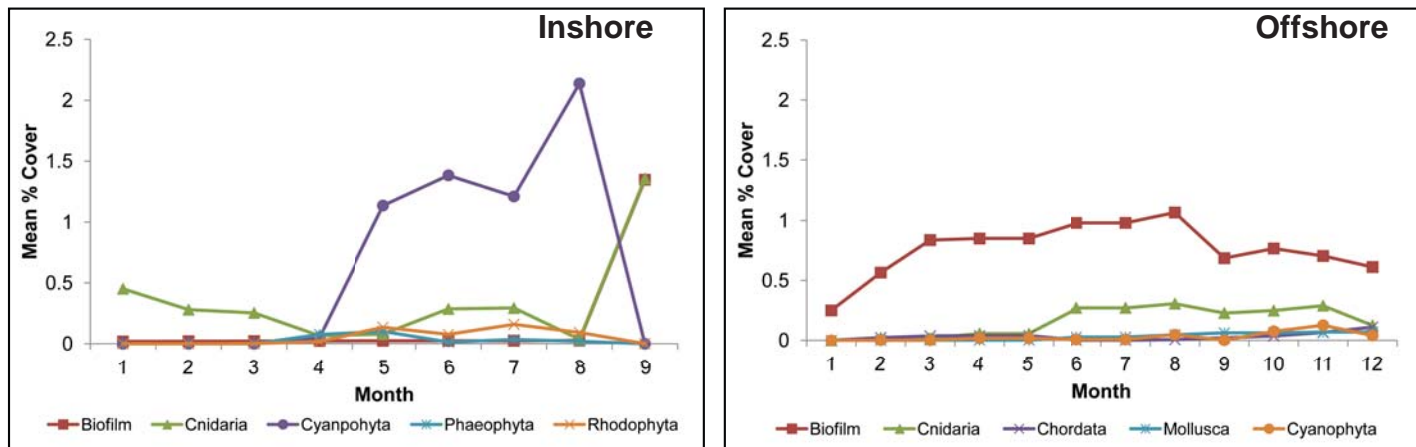 Inshore
2.5
2
1.5
1
0.5
0
Mean % Cover
1 2 3 4 5 6 7 8 9
Month
Biofilm Cnidaria Cyanpohyta Phaeophyta Rhodophyta
Offshore
2.5
2
1.5
1
0.5
0
Mean % Cover
1 2 3 4 5 6 7 8 9 10 11 12
Month
Biofilm Cnidaria Chordata Mollusca Cyanophyta